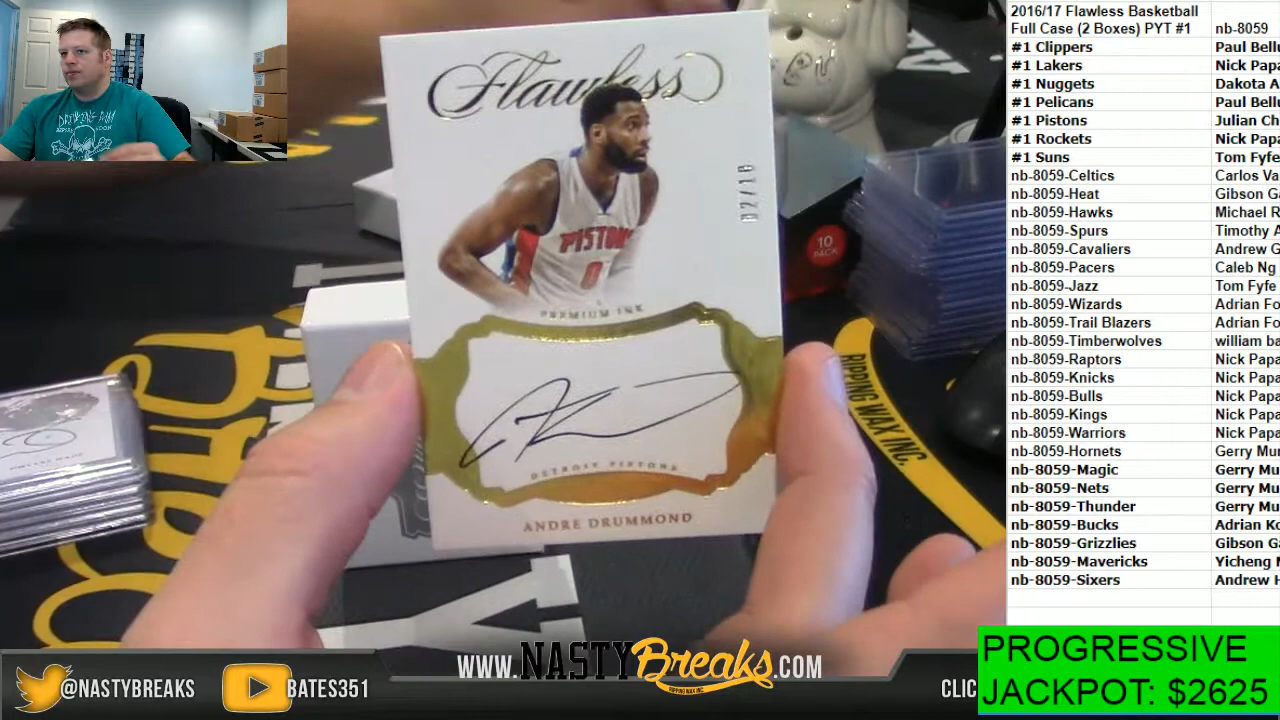 2016/17 Flawless Basketball
Full Case (2 Boxes) PYT #1 nb-8059
#1 Clippers Paul Bell
#1 Lakers Nick Papa
#1 Nuggets Dakota A
#1 Pelicans Paul Bell
#1 Pistons Julian Ch
#1 Rockets Nick Papa
#1 Suns Tom Fyfe
nb-8059-Celtics Carlos Va
nb-8059-Heat Gibson G
nb-8059-Hawks Michael R
nb-8059-Spurs Timothy A
nb-8059-Cavaliers Andrew G
nb-8059-Pacers Caleb Ng
nb-8059-Jazz Tom Fyfe
nb-8059-Wizards Adrian Fo
nb-8059-Trail Blazers Adrian Fo
nb-8059-Timberwolves william ba
nb-8059-Raptors Nick Papa
nb-8059-Knicks Nick Papa
nb-8059-Bulls Nick Papa
nb-8059-Kings Nick Papa
nb-8059-Warriors Nick Papa
nb-8059-Hornets Gerry Mu
nb-8059-Magic Gerry Mu
nb-8059-Nets Gerry Mu
nb-8059-Thunder Gerry Mu
nb-8059-Bucks Adrian Ko
nb-8059-Grizzlies Gibson G
nb-8059-Mavericks Yicheng
nb-8059-Sixers Andrew H
Flawless
02/10
PISTONS
0
PREMIUM INK
DETROIT PISTONS
ANDRE DRUMMOND
10
PACK
RIPPING WAX INC.
@NASTYBREAKS
BATES351
WWW.NASTYBreaks.COM
RIPPING WAX INC.
CLIC
PROGRESSIVE
JACKPOT: $2625